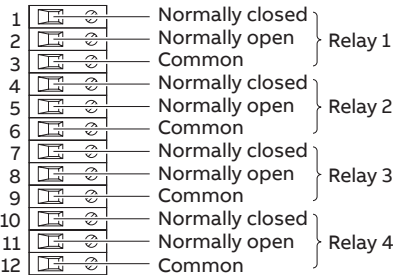 1 Normally closed
2 Normally open Relay 1
3 Common
4 Normally closed
5 Normally open Relay 2
6 Common
7 Normally closed
8 Normally open Relay 3
9 Common
10 Normally closed
11 Normally open Relay 4
12 Common